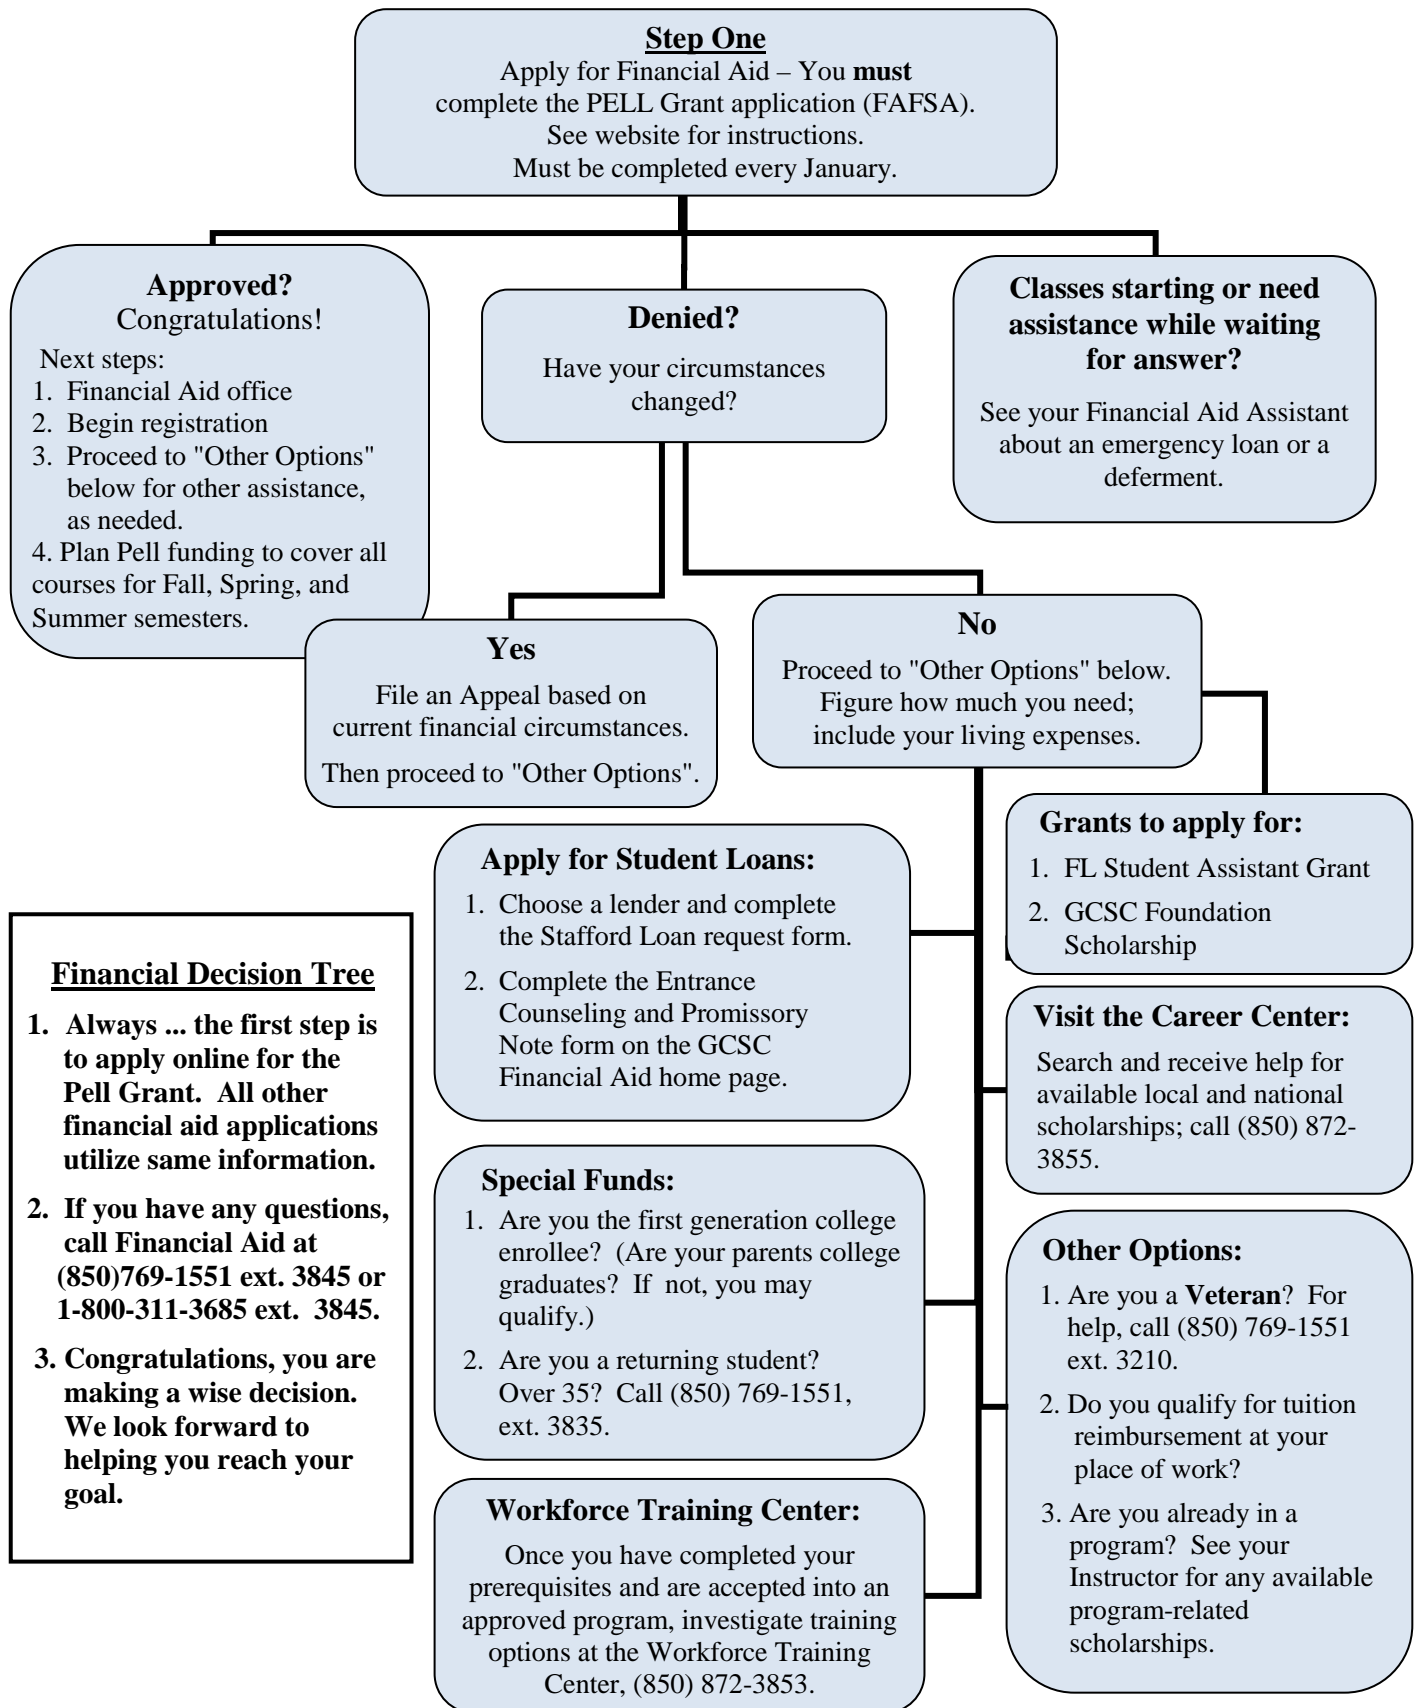 Step One
Apply for Financial Aid – You must
complete the PELL Grant application (FAFSA).
See website for instructions.
Must be completed every January.
Approved?
Congratulations!
Next steps:
1. Financial Aid office
2. Begin registration
3. Proceed to "Other Options"
below for other assistance,
as needed.
4. Plan Pell funding to cover all
courses for Fall, Spring, and
Summer semesters.
Denied?
Have your circumstances
changed?
Classes starting or need
assistance while waiting
for answer?
See your Financial Aid Assistant
about an emergency loan or a
deferment.
Yes
File an Appeal based on
current financial circumstances.
Then proceed to "Other Options".
No
Proceed to "Other Options" below.
Figure how much you need;
include your living expenses.
Grants to apply for:
1. FL Student Assistant Grant
2. GCSC Foundation
Scholarship
Apply for Student Loans:
1. Choose a lender and complete
the Stafford Loan request form.
2. Complete the Entrance
Counseling and Promissory
Note form on the GCSC
Financial Aid home page.
Financial Decision Tree
1. Always ... the first step is
to apply online for the
Pell Grant. All other
financial aid applications
utilize same information.
2. If you have any questions,
call Financial Aid at
(850)769-1551 ext. 3845 or
1-800-311-3685 ext. 3845.
3. Congratulations, you are
making a wise decision.
We look forward to
helping you reach your
goal.
Visit the Career Center:
Search and receive help for
available local and national
scholarships; call (850) 872-
3855.
Special Funds:
1. Are you the first generation college
enrollee? (Are your parents college
graduates? If not, you may
qualify.)
2. Are you a returning student?
Over 35? Call (850) 769-1551,
ext. 3835.
Other Options:
1. Are you a Veteran? For
help, call (850) 769-1551
ext. 3210.
2. Do you qualify for tuition
reimbursement at your
place of work?
3. Are you already in a
program? See your
Instructor for any available
program-related
scholarships.
Workforce Training Center:
Once you have completed your
prerequisites and are accepted into an
approved program, investigate training
options at the Workforce Training
Center, (850) 872-3853.